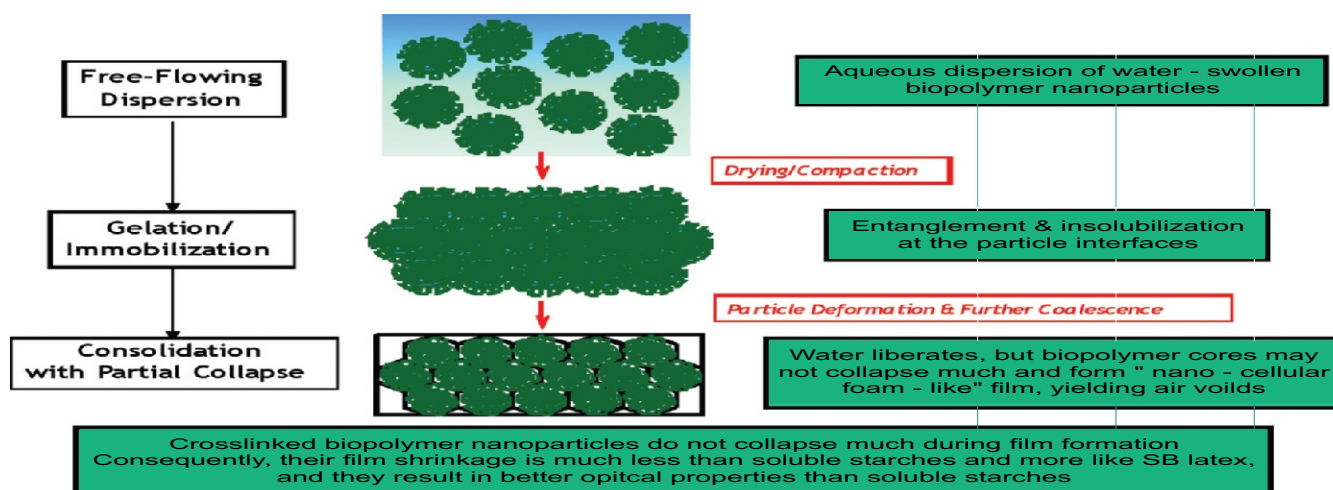 Free-Flowing
Dispersion
Aqueous dispersion of water - swollen
biopolymer nanoparticles
Drying/Compaction
Gelation/
Immobilization
Entanglement & insolubilization
at the particle interfaces
Particle Deformation & Further Coalescence
Consolidation
with Partial Collapse
Water liberates, but biopolymer cores may
not collapse much and form " nano - cellular
foam - like" film, yielding air voilds
Crosslinked biopolymer nanoparticles do not collapse much during film formation
Consequently, their film shrinkage is much less than soluble starches and more like SB latex,
and they result in better opitcal properties than soluble starches